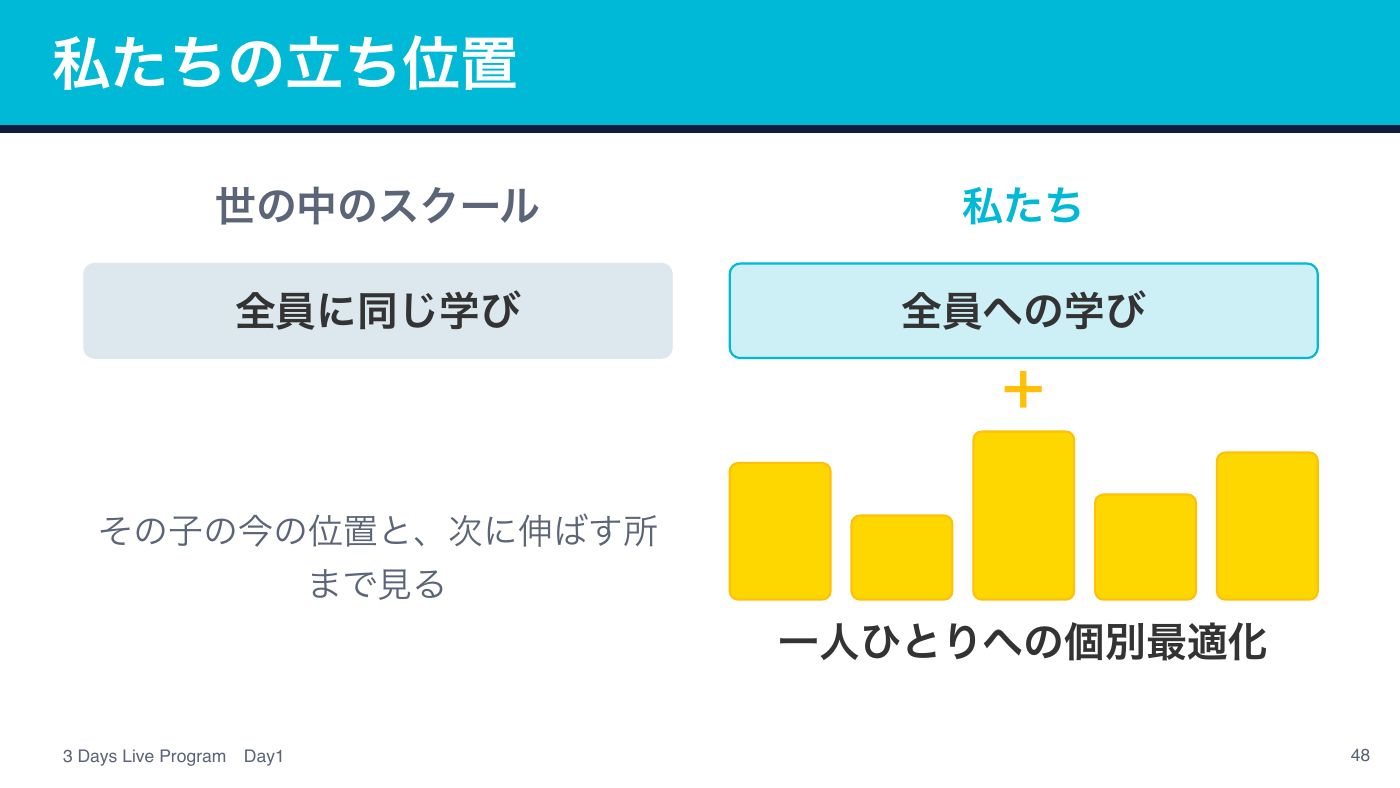 私たちの立ち位置
世の中のスクール
全員に同じ学び
その子の今の位置と、次に伸ばす所
まで見る
私たち
全員への学び
+
一人ひとりへの個別最適化
3 Days Live Program　Day1
48